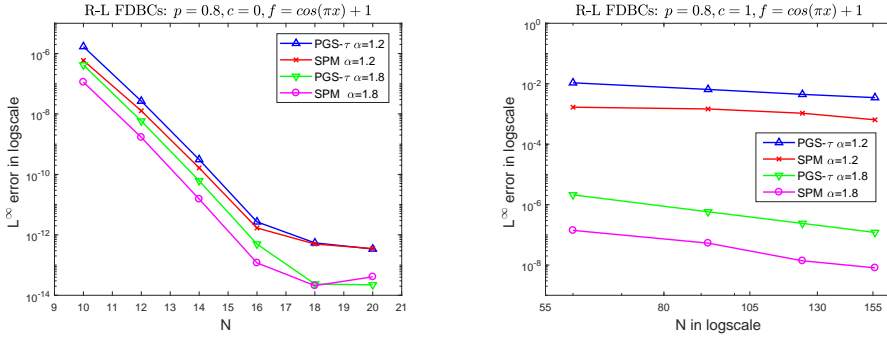 R-L FDBCs: p = 0.8, c = 0, f = cos(πx) + 1
10^-6
10^-8
10^-10
10^-12
10^-14
L^∞ error in logscale
PGS-τ α=1.2
SPM α=1.2
PGS-τ α=1.8
SPM α=1.8
9 10 11 12 13 14 15 16 17 18 19 20 21
N
R-L FDBCs: p = 0.8, c = 1, f = cos(πx) + 1
10^0
10^-2
10^-4
10^-6
10^-8
L^∞ error in logscale
PGS-τ α=1.2
SPM α=1.2
PGS-τ α=1.8
SPM α=1.8
55 80 105 130 155
N in logscale